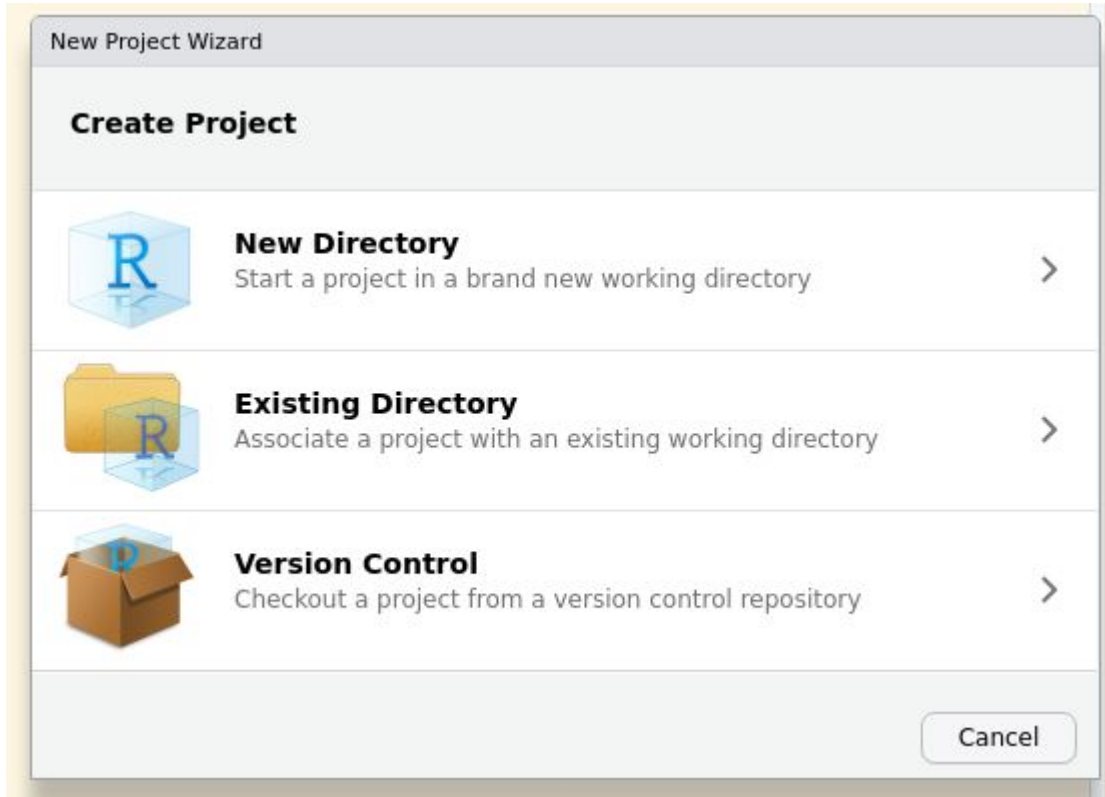 New Project Wizard
Create Project
R
New Directory
Start a project in a brand new working directory
R
Existing Directory
Associate a project with an existing working directory
R
Version Control
Checkout a project from a version control repository
Cancel